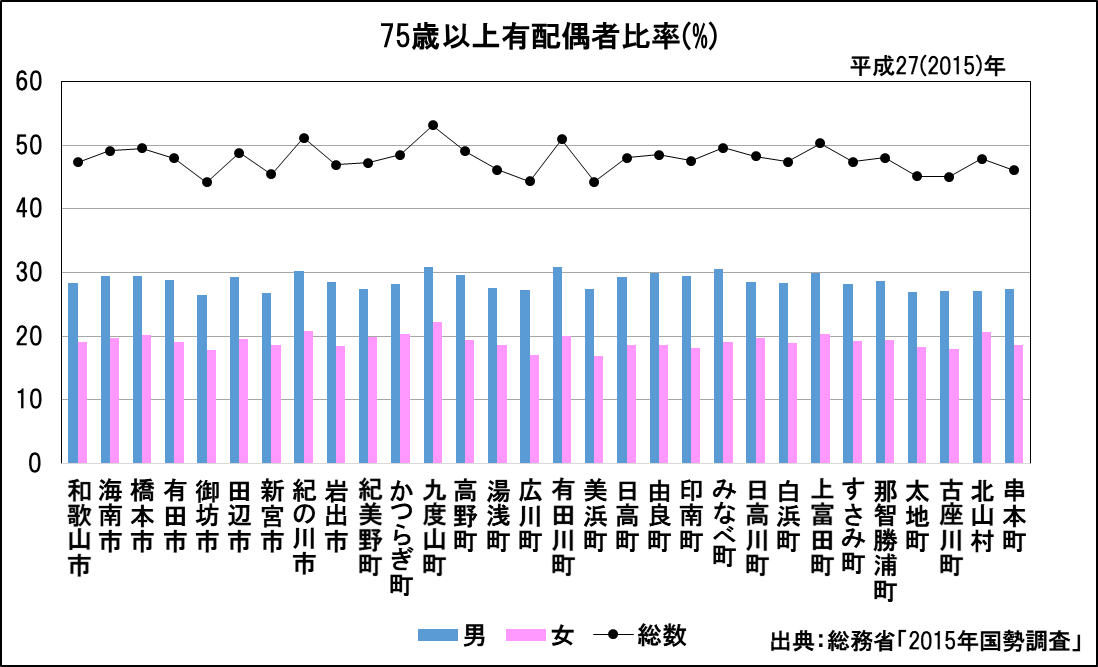 75歳以上有配偶者比率(%)
平成27(2015)年
60
50
40
30
20
10
0
和歌山市
海南市
橋本市
有田市
御坊市
田辺市
新宮市
紀の川市
岩出市
紀美野町
かつらぎ町
九度山町
高野町
湯浅町
広川町
有田川町
美浜町
日高町
由良町
印南町
みなべ町
日高川町
白浜町
上富田町
すさみ町
那智勝浦町
太地町
古座川町
北山村
串本町
男 女 総数
出典:総務省「2015年国勢調査」